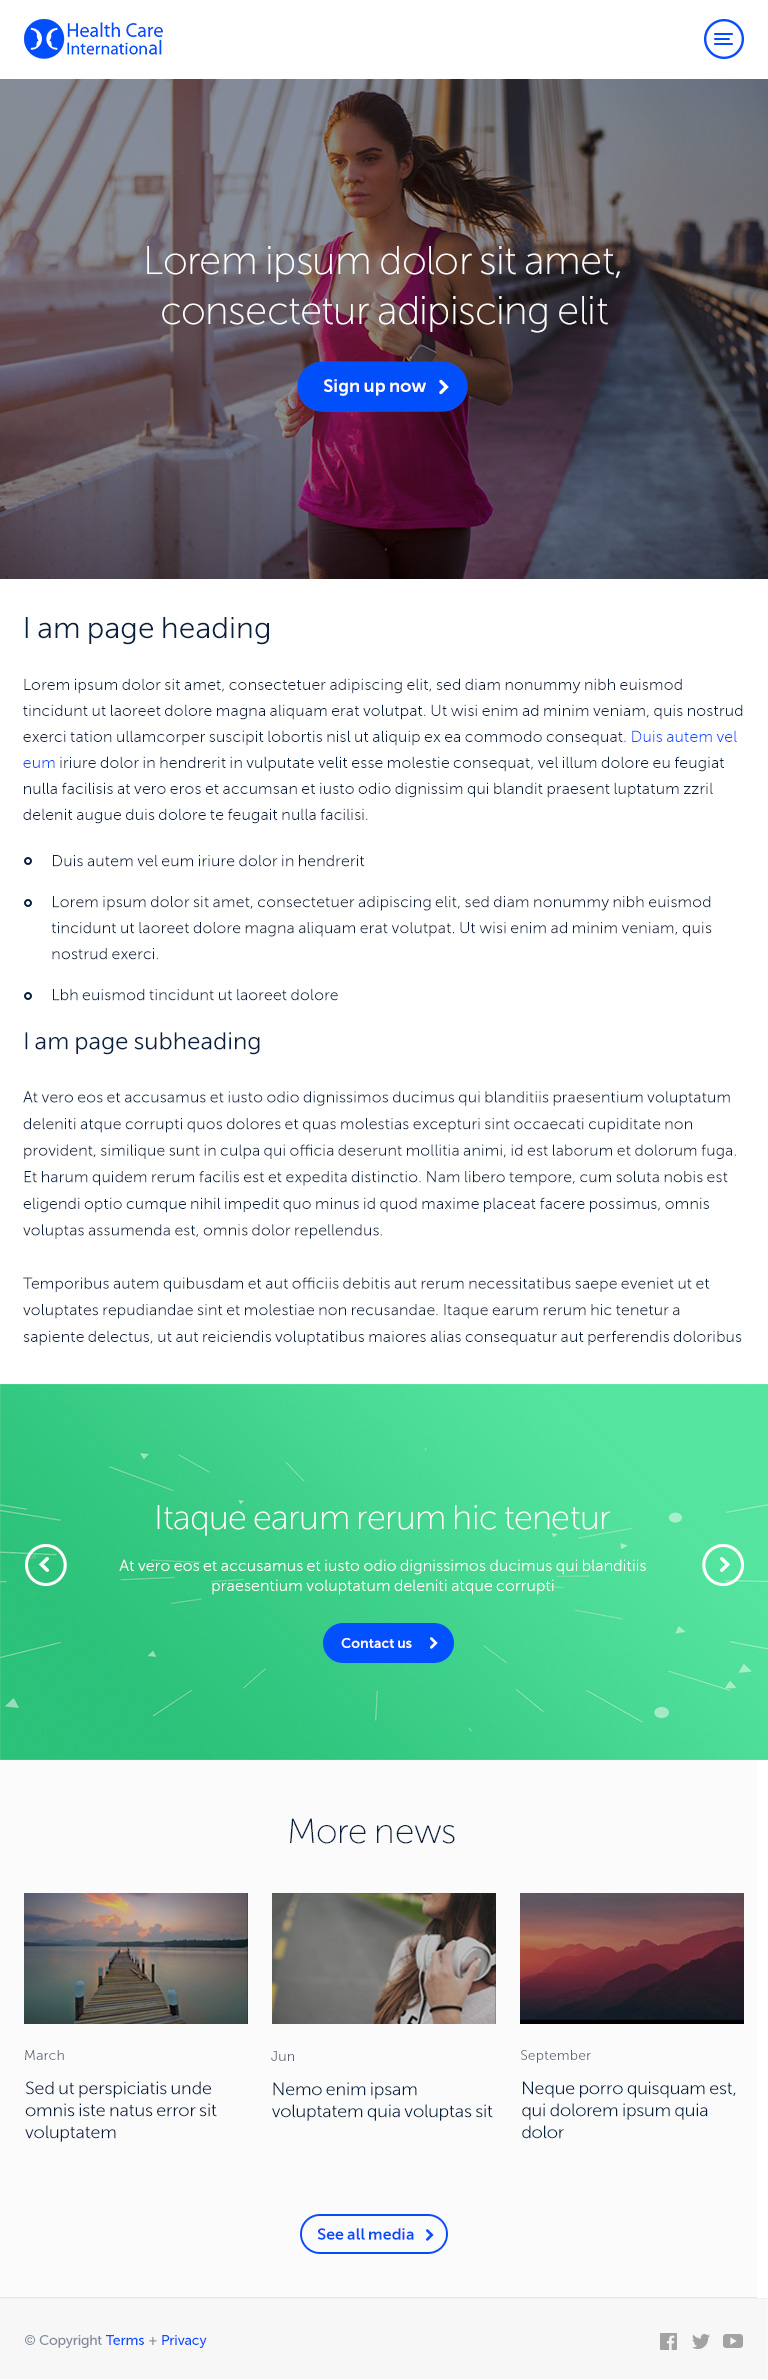 Health Care
International
Lorem ipsum dolor sit amet,
consectetur adipiscing elit
Sign up now
I am page heading
Lorem ipsum dolor sit amet, consectetuer adipiscing elit, sed diam nonummy nibh euismod
tincidunt ut laoreet dolore magna aliquam erat volutpat. Ut wisi enim ad minim veniam, quis nostrud
exerci tation ullamcorper suscipit lobortis nisl ut aliquip ex ea commodo consequat. Duis autem vel
eum iriure dolor in hendrerit in vulputate velit esse molestie consequat, vel illum dolore eu feugiat
nulla facilisis at vero eros et accumsan et iusto odio dignissim qui blandit praesent luptatum zzril
delenit augue duis dolore te feugait nulla facilisi.
Duis autem vel eum iriure dolor in hendrerit
Lorem ipsum dolor sit amet, consectetuer adipiscing elit, sed diam nonummy nibh euismod
tincidunt ut laoreet dolore magna aliquam erat volutpat. Ut wisi enim ad minim veniam, quis
nostrud exerci.
Lbh euismod tincidunt ut laoreet dolore
I am page subheading
At vero eos et accusamus et iusto odio dignissimos ducimus qui blanditiis praesentium voluptatum
deleniti atque corrupti quos dolores et quas molestias excepturi sint occaecati cupiditate non
provident, similique sunt in culpa qui officia deserunt mollitia animi, id est laborum et dolorum fuga.
Et harum quidem rerum facilis est et expedita distinctio. Nam libero tempore, cum soluta nobis est
eligendi optio cumque nihil impedit quo minus id quod maxime placeat facere possimus, omnis
voluptas assumenda est, omnis dolor repellendus.
Temporibus autem quibusdam et aut officiis debitis aut rerum necessitatibus saepe eveniet ut et
voluptates repudiandae sint et molestiae non recusandae. Itaque earum rerum hic tenetur a
sapiente delectus, ut aut reiciendis voluptatibus maiores alias consequatur aut perferendis doloribus
Itaque earum rerum hic tenetur
At vero eos et accusamus et iusto odio dignissimos ducimus qui blanditiis
praesentium voluptatum deleniti atque corrupti
Contact us
More news
March
Sed ut perspiciatis unde
omnis iste natus error sit
voluptatem
Jun
Nemo enim ipsam
voluptatem quia voluptas sit
September
Neque porro quisquam est,
qui dolorem ipsum quia
dolor
See all media
© Copyright Terms + Privacy